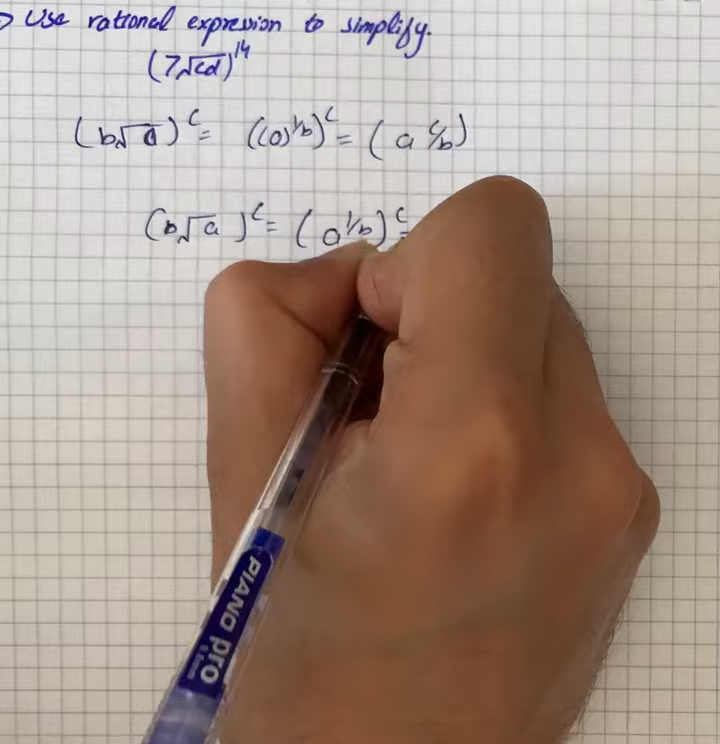 Use rational expression to simplify.
(7√cd)^14
(b√a)^c = ((a)^1/b)^c = (a^c/b)
(b√a)^c = (a^1/b)^c =
PIANO pro